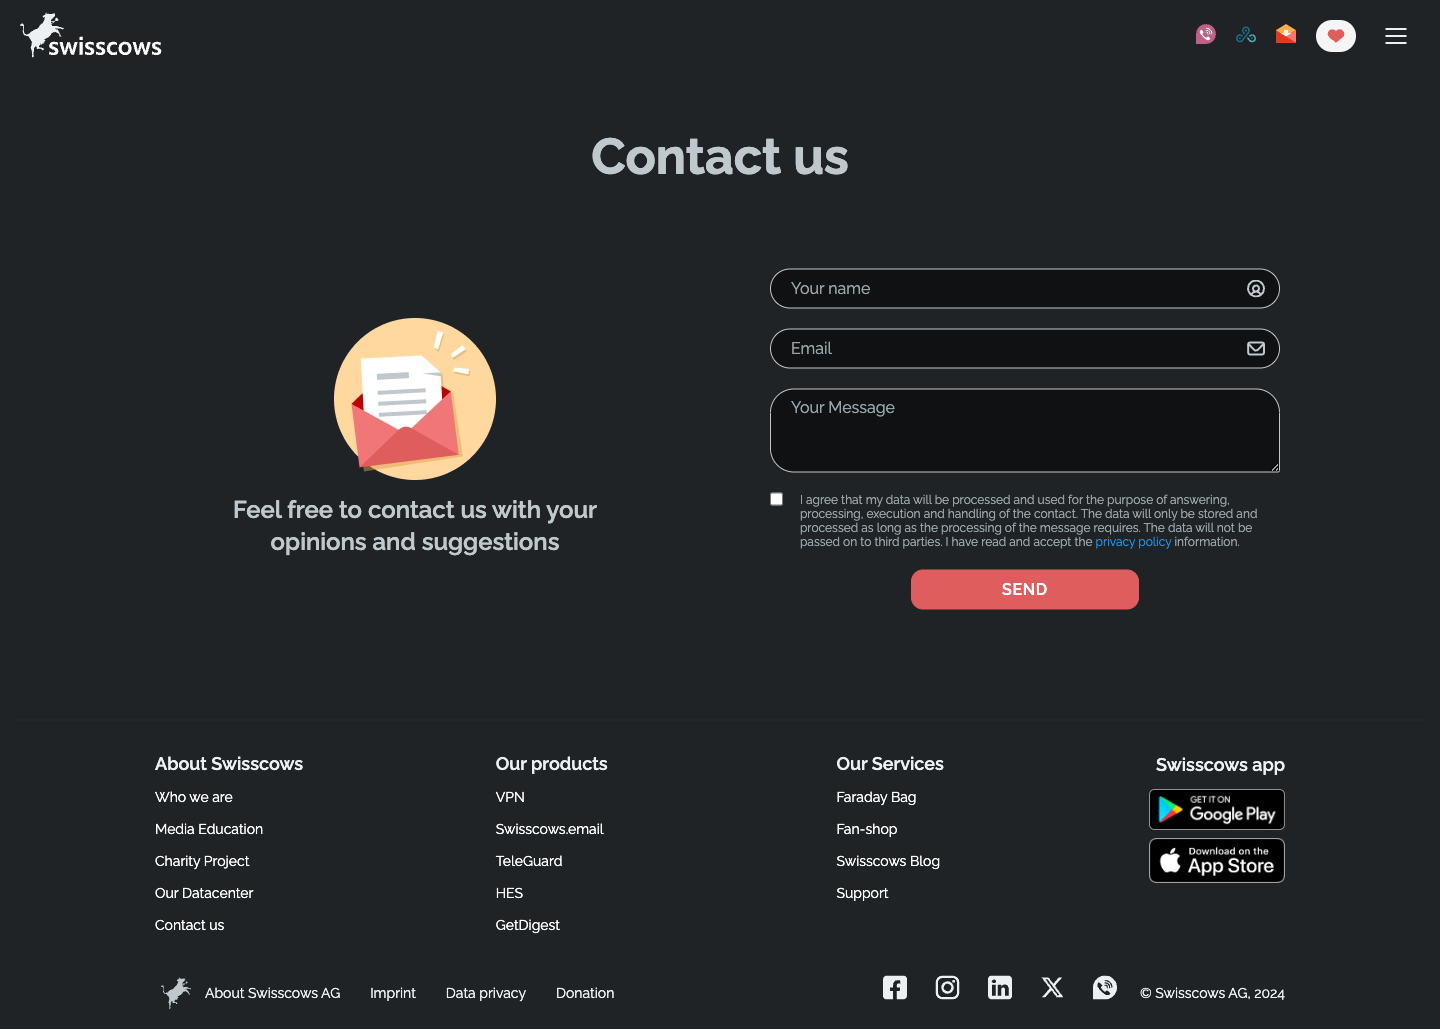 swisscows
Contact us
Your name
Email
Your Message
Feel free to contact us with your
opinions and suggestions
I agree that my data will be processed and used for the purpose of answering,
processing, execution and handling of the contact. The data will only be stored and
processed as long as the processing of the message requires. The data will not be
passed on to third parties. I have read and accept the privacy policy information.
SEND
About Swisscows
Who we are
Media Education
Charity Project
Our Datacenter
Contact us
Our products
VPN
Swisscows.email
TeleGuard
HES
GetDigest
Our Services
Faraday Bag
Fan-shop
Swisscows Blog
Support
Swisscows app
GET IT ON
Google Play
Download on the
App Store
About Swisscows AG
Imprint
Data privacy
Donation
© Swisscows AG, 2024